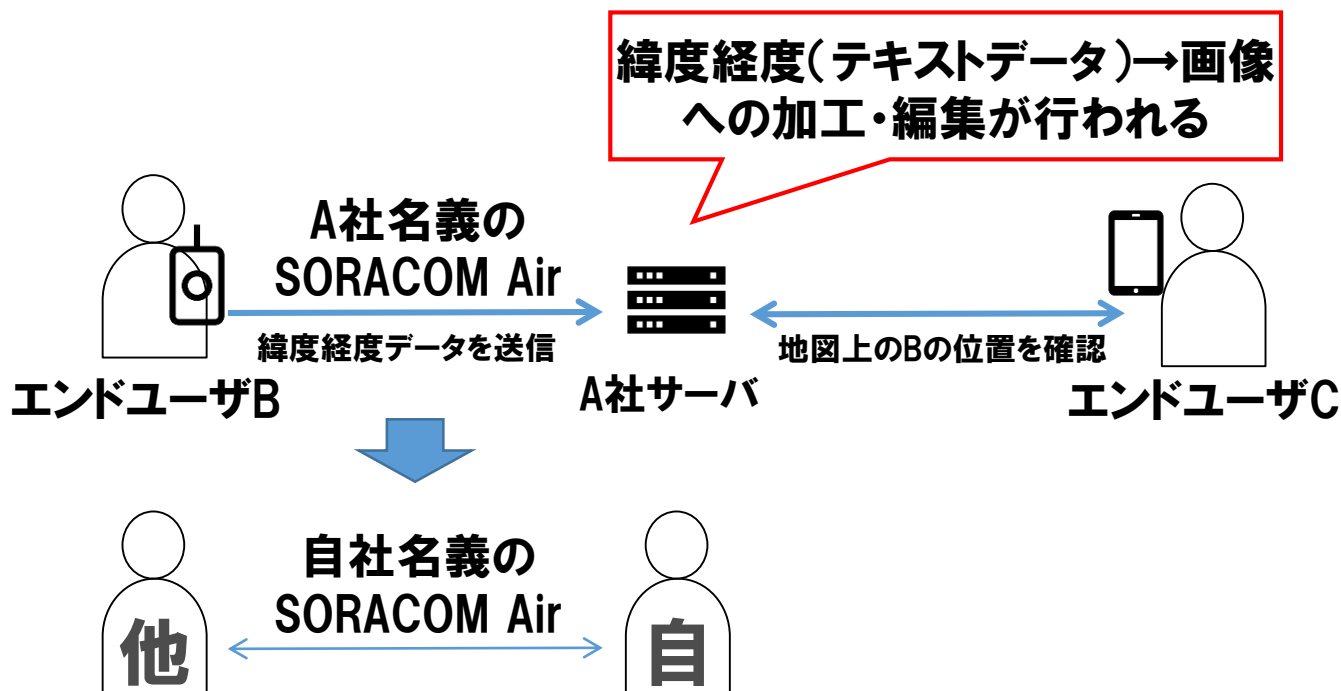 緯度経度(テキストデータ)→画像
への加工・編集が行われる
A社名義の
SORACOM Air
緯度経度データを送信
地図上のBの位置を確認
エンドユーザB
A社サーバ
エンドユーザC
自社名義の
SORACOM Air
他
自